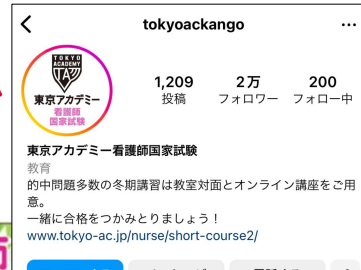 tokyoackango
TOKYO
ACADEMY
TA
東京アカデミー
看護師
国家試験
1,209
投稿
2万
フォロワー
200
フォロー中
東京アカデミー看護師国家試験
教育
的中問題多数の冬期講習は教室対面とオンライン講座をご用
意。
一緒に合格をつかみとりましょう！
www.tokyo-ac.jp/nurse/short-course2/